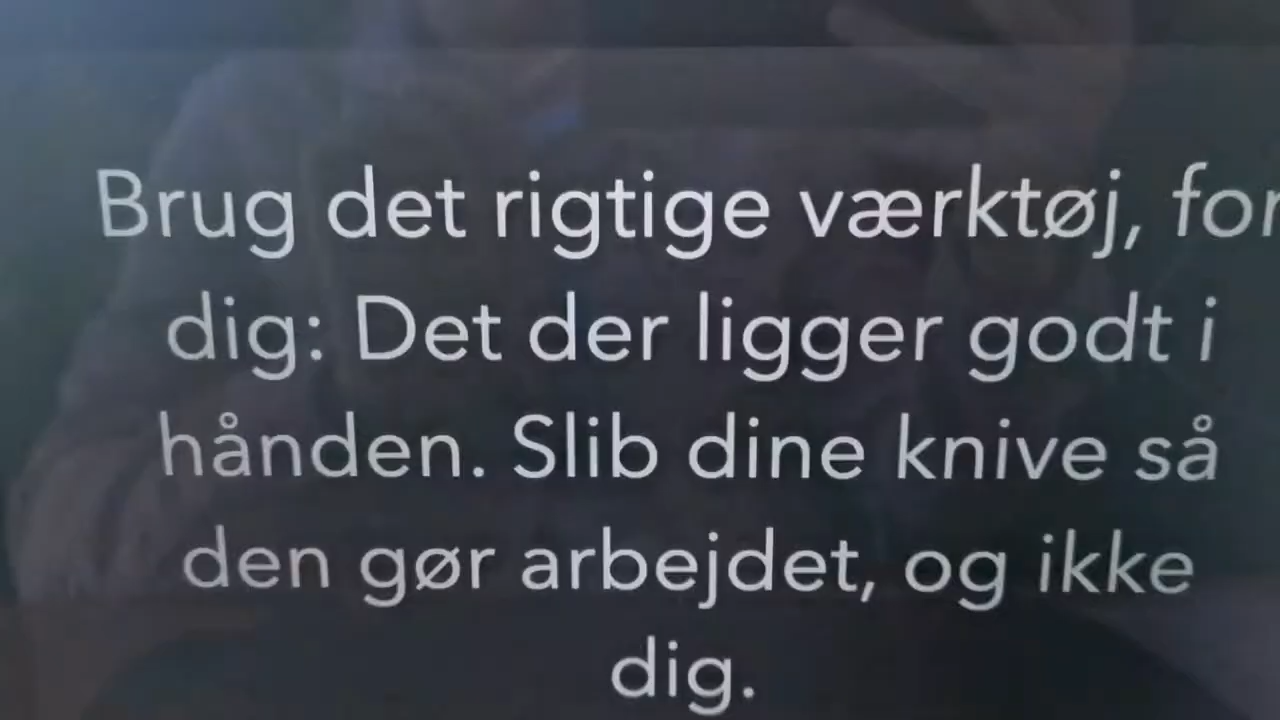 Brug det rigtige værktøj, for
dig: Det der ligger godt i
hånden. Slib dine knive så
den gør arbejdet, og ikke
dig.